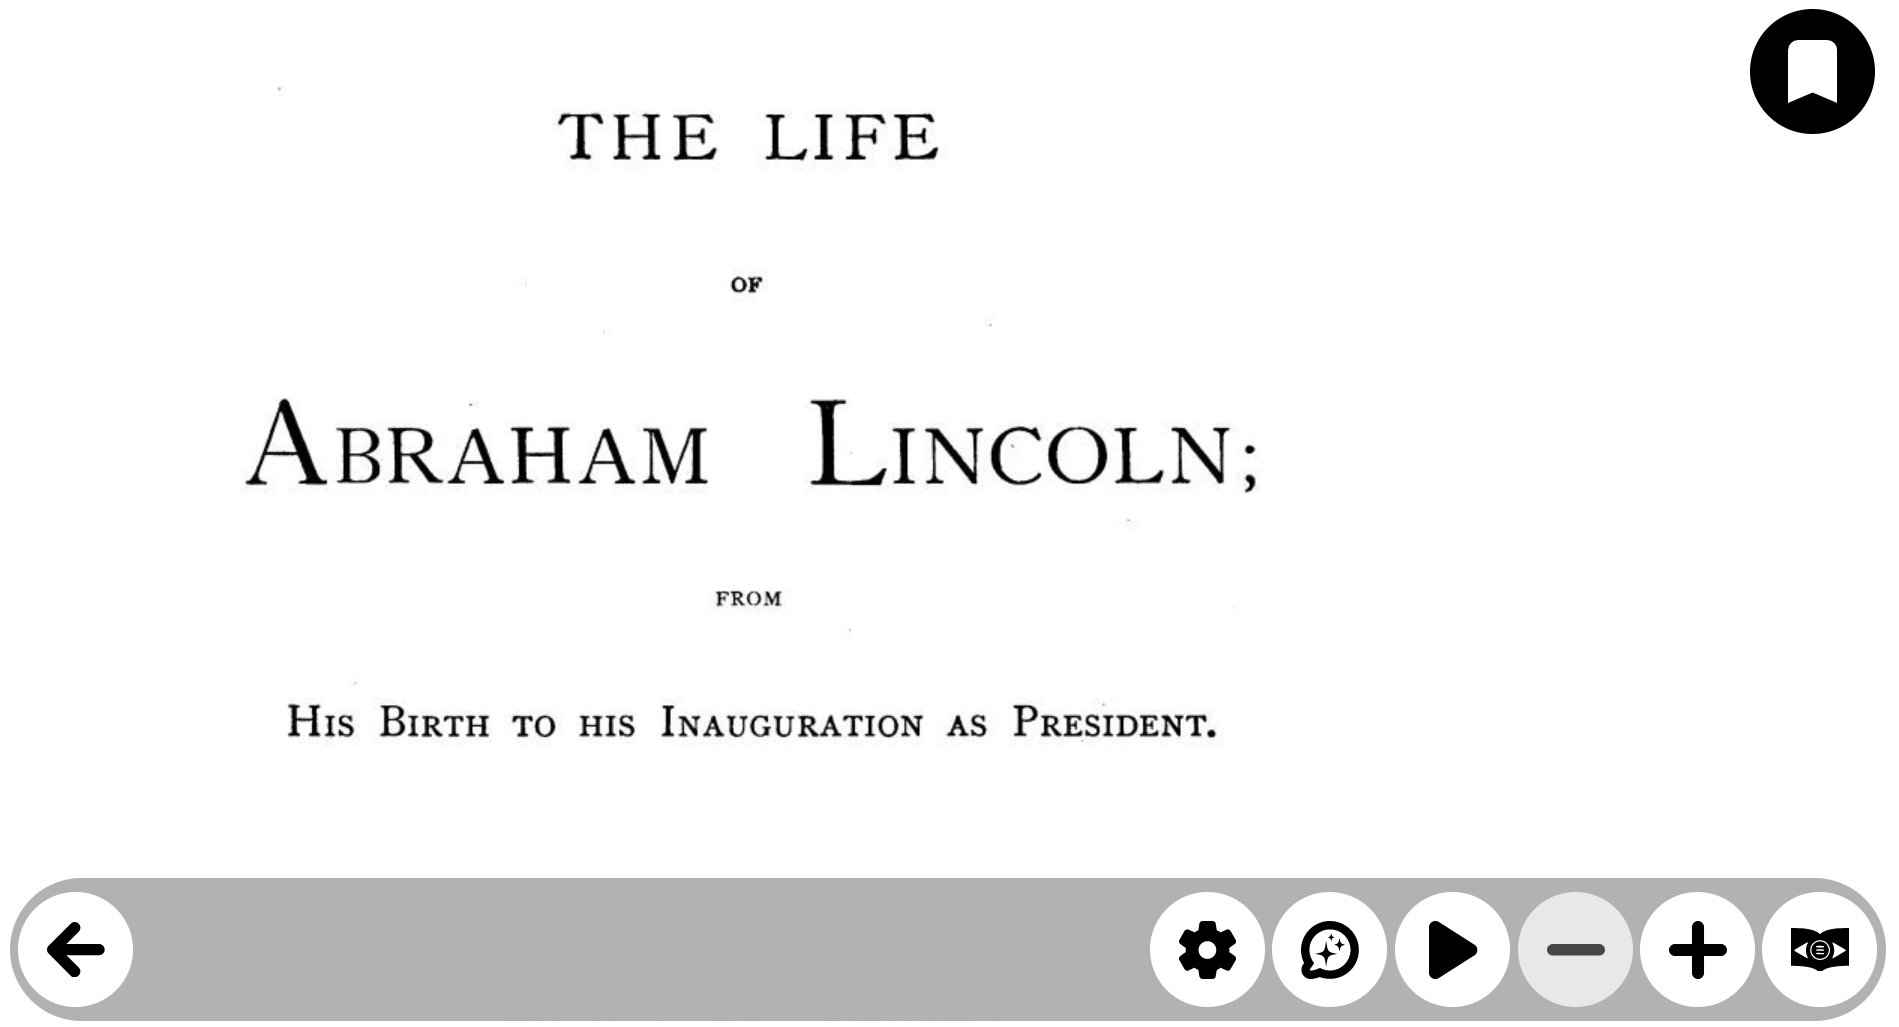 THE LIFE
OF
ABRAHAM LINCOLN;
FROM
HIS BIRTH TO HIS INAUGURATION AS PRESIDENT.